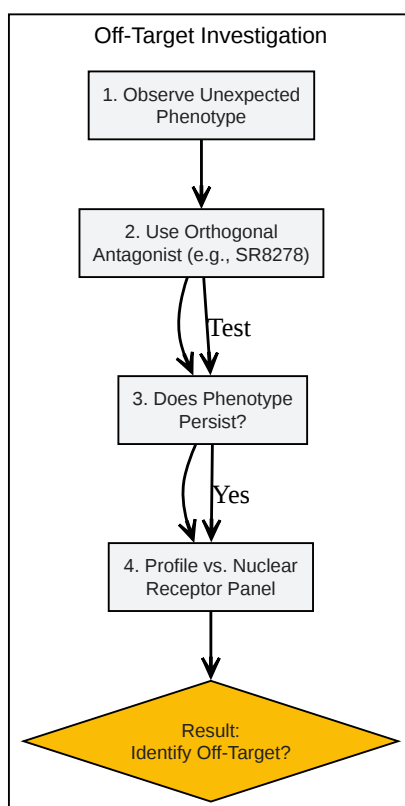 Off-Target Investigation
1. Observe Unexpected
Phenotype
2. Use Orthogonal
Antagonist (e.g., SR8278)
Test
3. Does Phenotype
Persist?
Yes
4. Profile vs. Nuclear
Receptor Panel
Result:
Identify Off-Target?